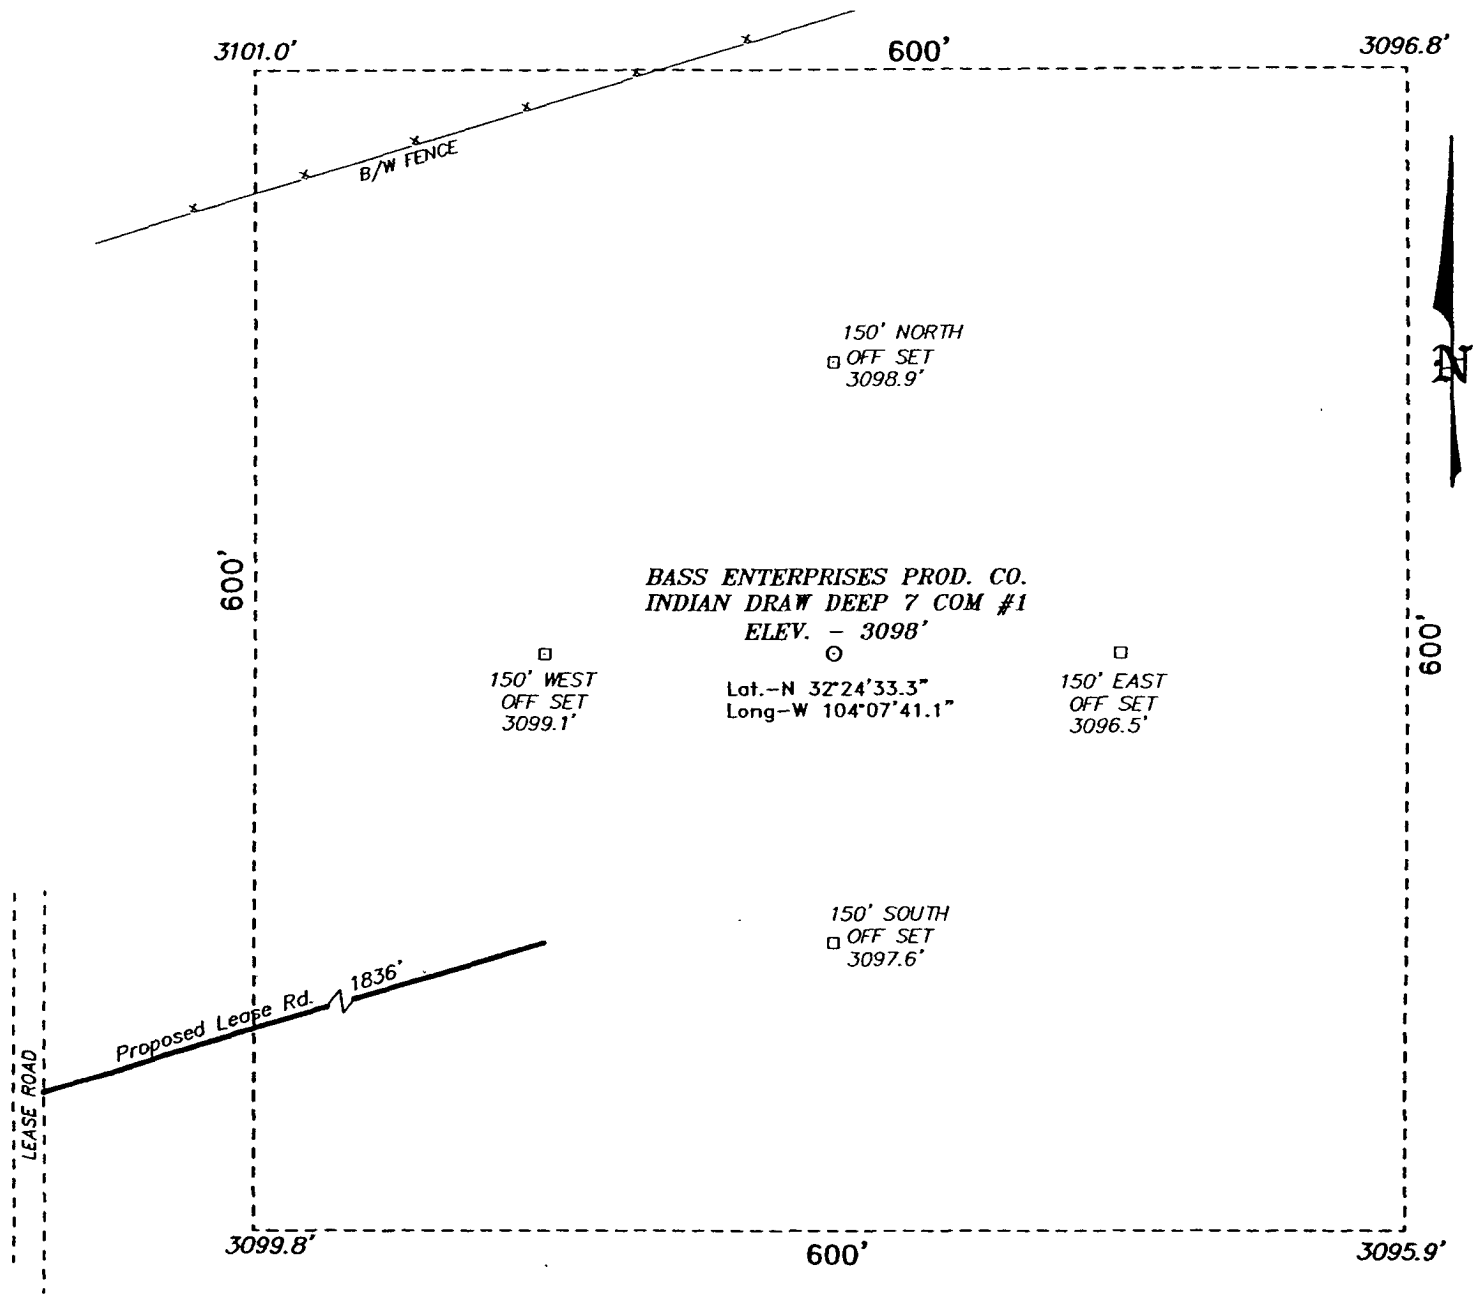 3101.0'
600'
3096.8'
B/W FENCE
150' NORTH
OFF SET
3098.9'
N
600'
BASS ENTERPRISES PROD. CO.
INDIAN DRAW DEEP 7 COM #1
ELEV. - 3098'
600'
150' WEST
OFF SET
3099.1'
Lat.-N 32°24'33.3"
Long-W 104°07'41.1"
150' EAST
OFF SET
3096.5'
150' SOUTH
OFF SET
3097.6'
Proposed Lease Rd. 1836'
LEASE ROAD
3099.8'
600'
3095.9'